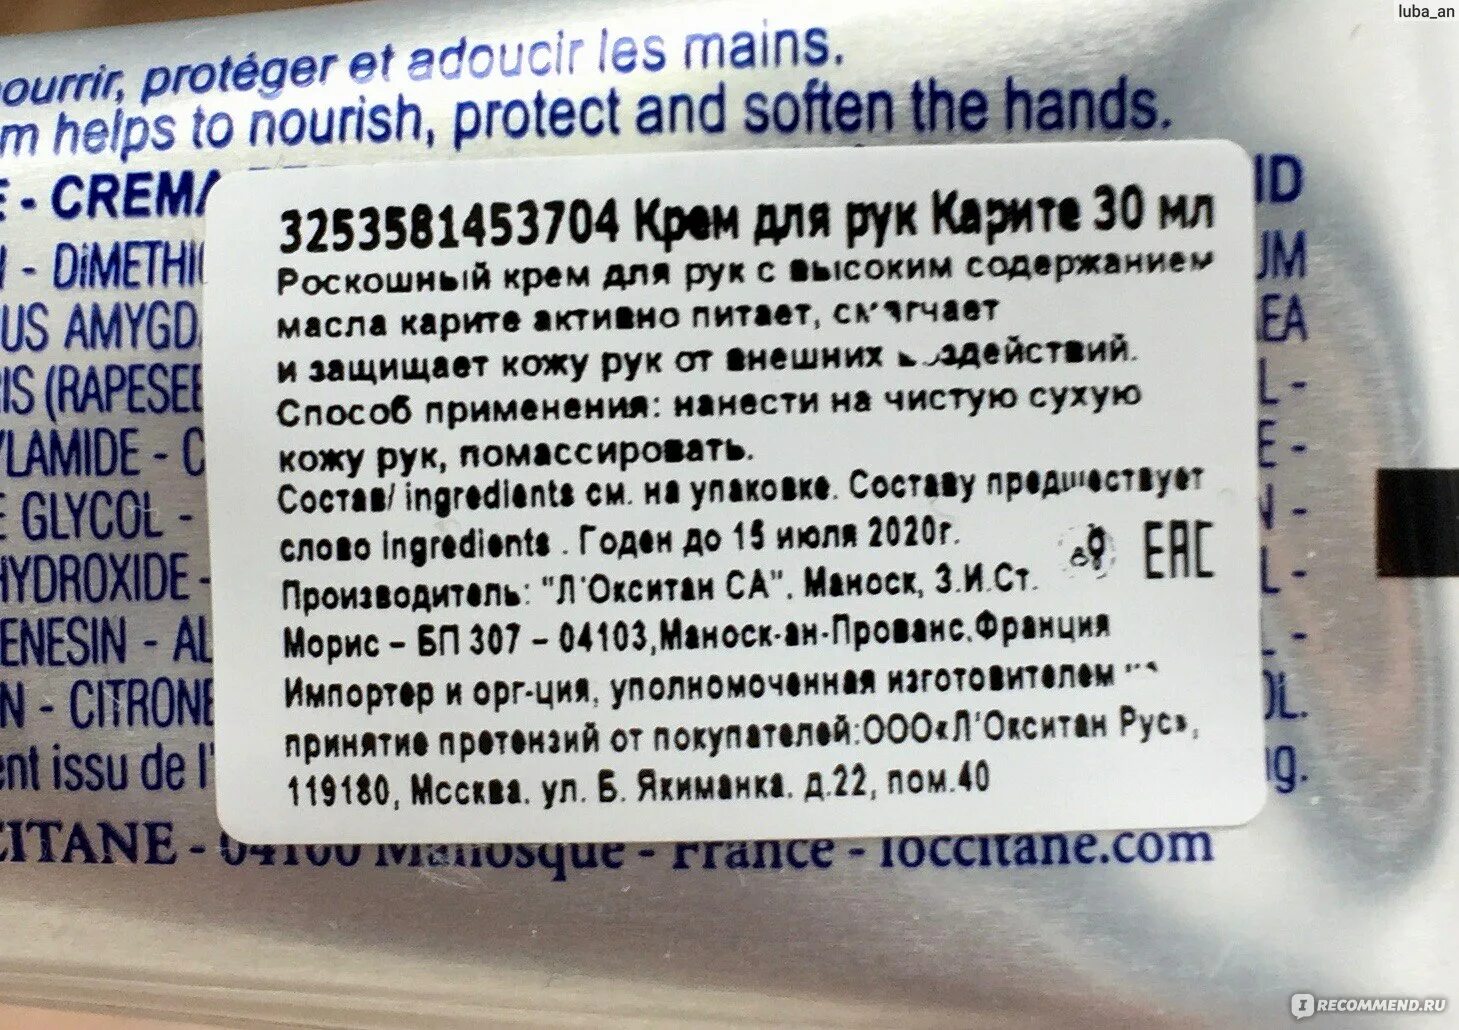 luba_an
ourrir, protéger et adoucir les mains.
m helps to nourish, protect and soften the hands.
E - CREMA
ID
- DiMETHI
UM
US AMYGD
EA
IS (RAPESEE
L -
YLAMIDE - C
E -
E GLYCOL -
N -
HYDROXIDE -
L -
ENESIN - AL
L -
N - CITRONE
OL.
ent issu de l'
ng.
CITANE - 04100 Manosque - France - loccitane.com
3253581453704 Крем для рук Карите 30 мл
Роскошный крем для рук с высоким содержанием
масла карите активно питает, смягчает
и защищает кожу рук от внешних воздействий.
Способ применения: нанести на чистую сухую
кожу рук, помассировать.
Состав/ ingredients см. на упаковке. Составу предшествует
слово ingredients . Годен до 15 июля 2020г.
EAC
Производитель: "Л'Окситан СА". Маноск, З.И.Ст.
Морис – БП 307 – 04103,Маноск-ан-Прованс.Франция
Импортер и орг-ция, уполномоченная изготовителем на
принятие претензий от покупателей:ООО«Л'Окситан Рус»,
119180, Москва. ул. Б. Якиманка. д.22, пом.40
IRECOMMEND.RU